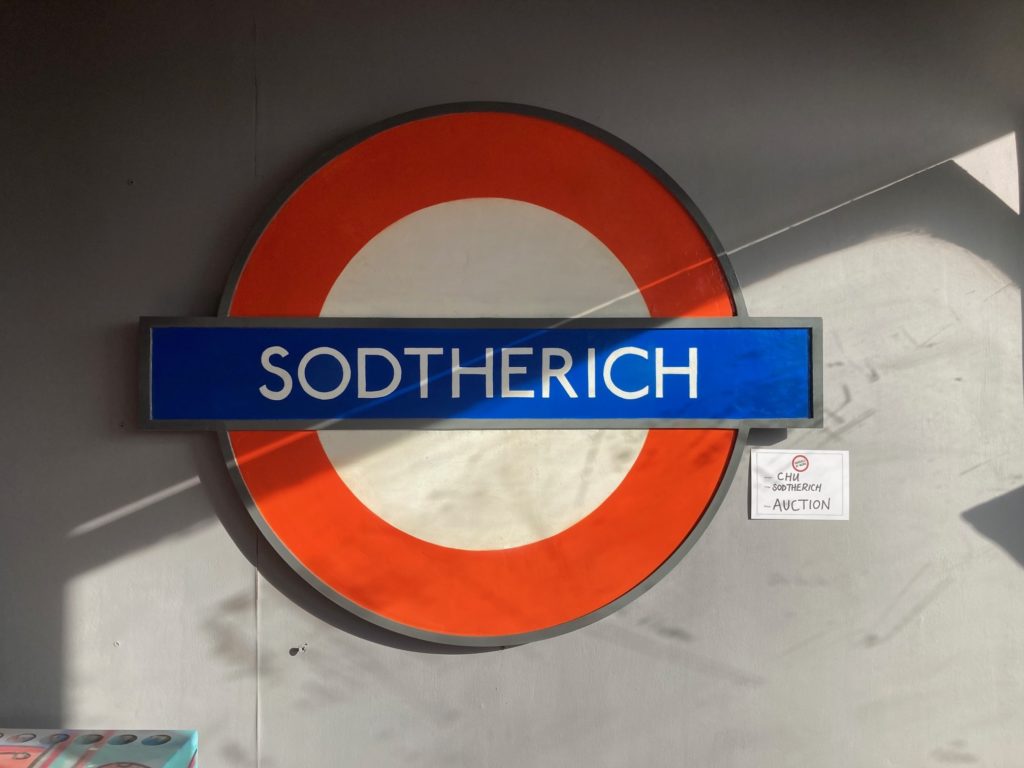 SODTHERICH
— CHU
— SODTHERICH
— AUCTION